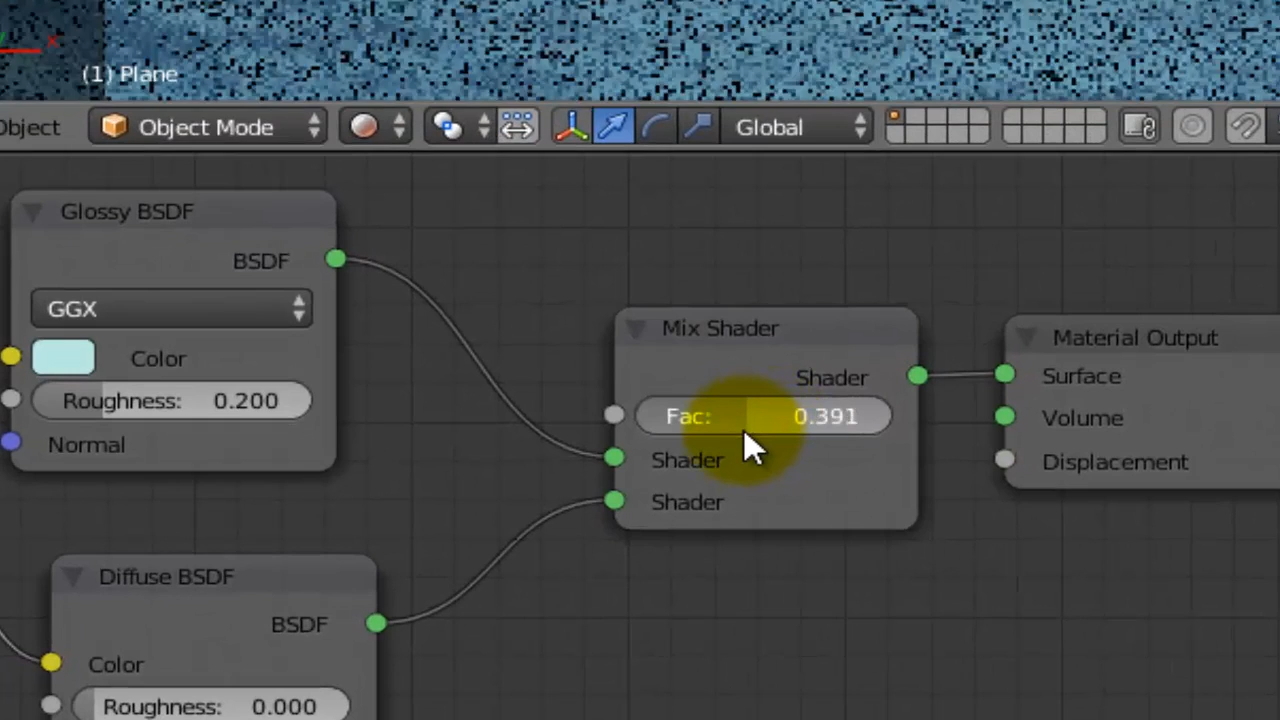 (1) Plane
Object
Object Mode
Global
Glossy BSDF
BSDF
GGX
Color
Roughness: 0.200
Normal
Mix Shader
Shader
Fac: 0.391
Shader
Shader
Material Output
Surface
Volume
Displacement
Diffuse BSDF
BSDF
Color
Roughness: 0.000